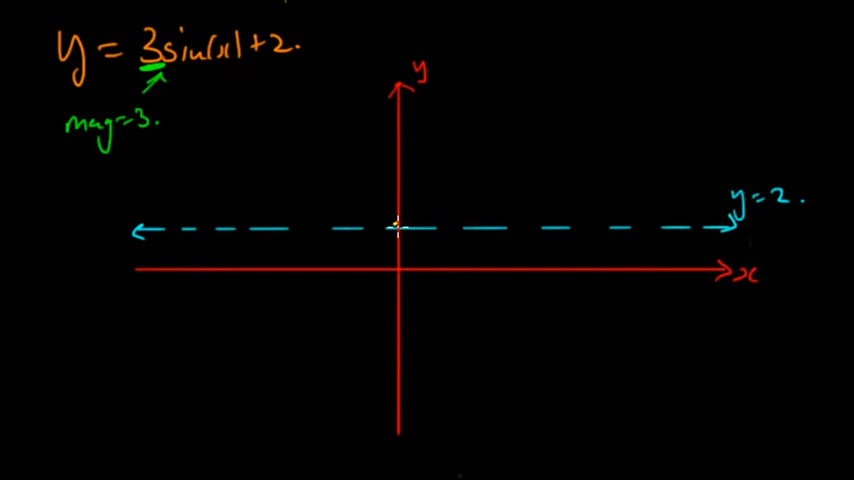 y = 3sin(x)+2.
mag=3.
y
y=2.
x